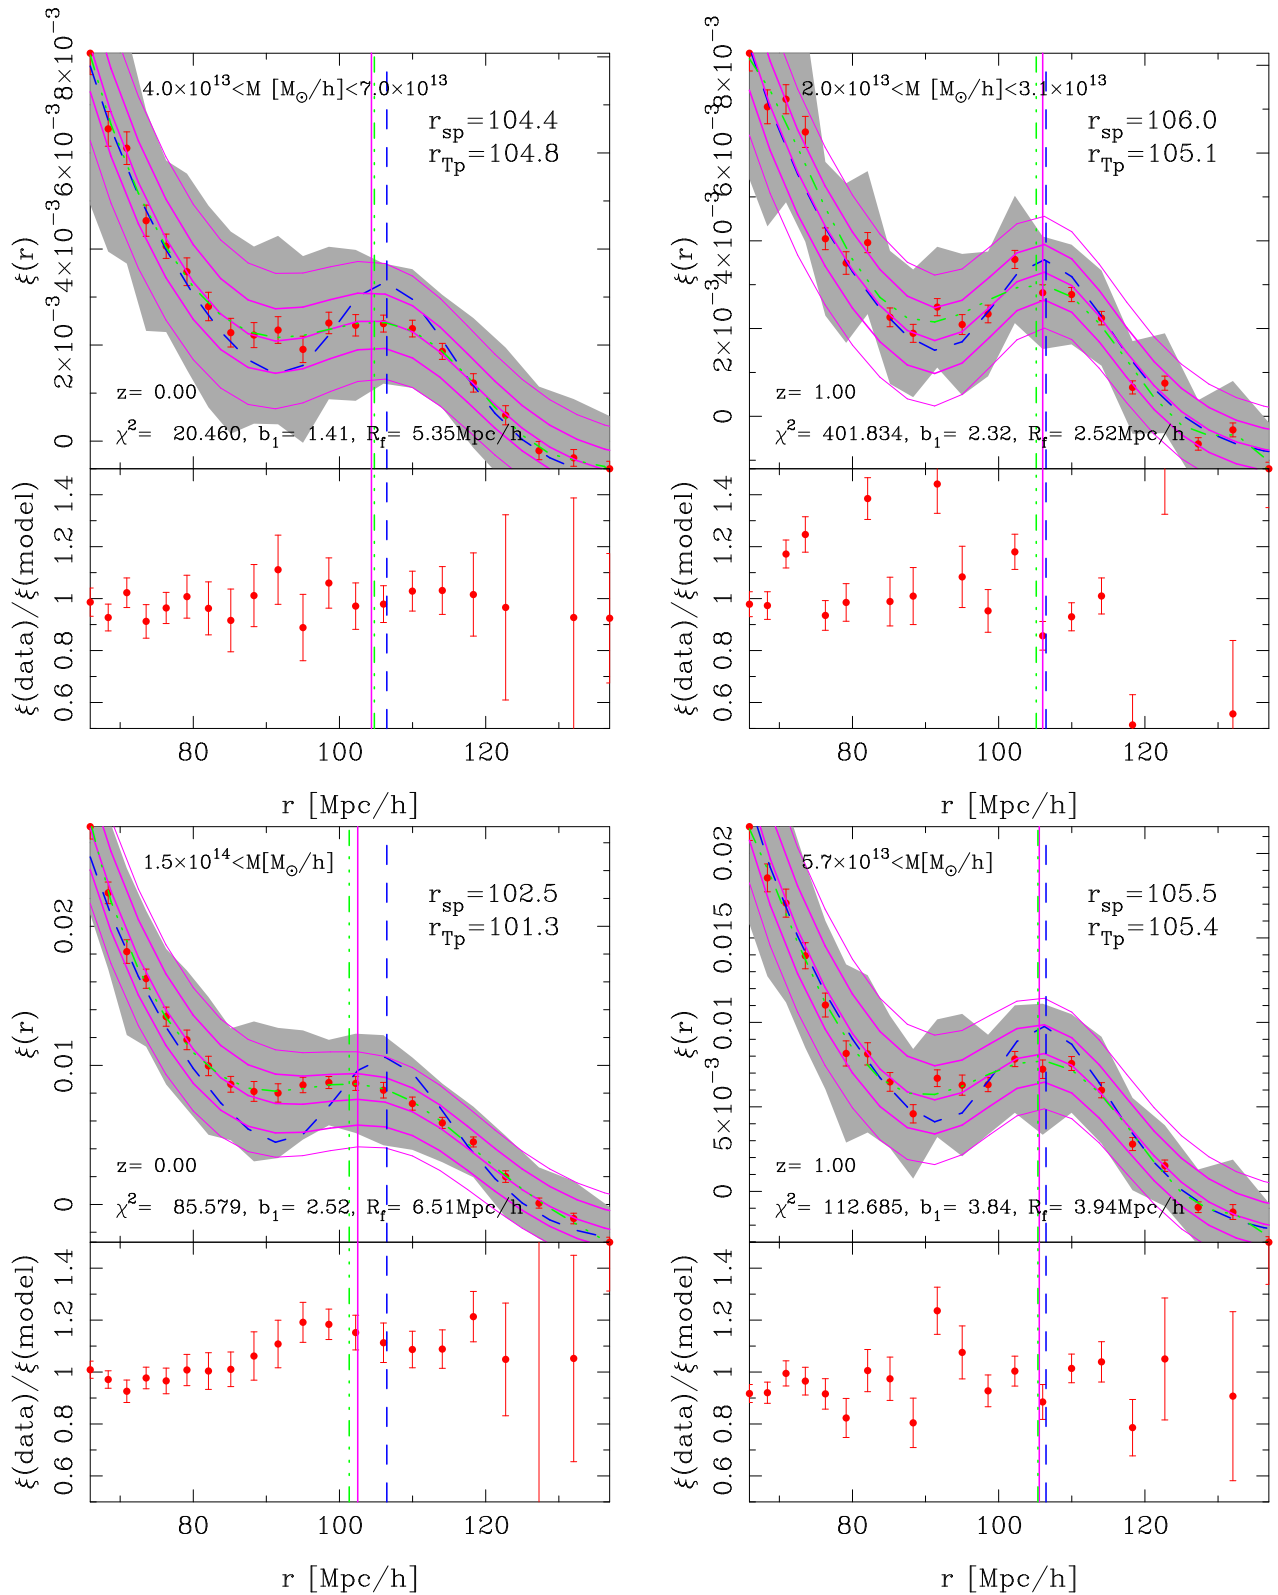 4.0×10¹³<M [M⊙/h]<7.0×10¹³
r_sp=104.4
r_Tp=104.8
z= 0.00
χ²= 20.460, b₁= 1.41, R_f= 5.35Mpc/h
ξ(r)
0 2×10⁻³ 4×10⁻³ 6×10⁻³ 8×10⁻³
ξ(data)/ξ(model)
0.6 0.8 1 1.2 1.4
80 100 120
r [Mpc/h]
2.0×10¹³<M [M⊙/h]<3.1×10¹³
r_sp=106.0
r_Tp=105.1
z= 1.00
χ²= 401.834, b₁= 2.32, R_f= 2.52Mpc/h
ξ(r)
0 2×10⁻³ 4×10⁻³ 6×10⁻³ 8×10⁻³
ξ(data)/ξ(model)
0.6 0.8 1 1.2 1.4
80 100 120
r [Mpc/h]
1.5×10¹⁴<M[M⊙/h]
r_sp=102.5
r_Tp=101.3
z= 0.00
χ²= 85.579, b₁= 2.52, R_f= 6.51Mpc/h
ξ(r)
0 0.01 0.02
ξ(data)/ξ(model)
0.6 0.8 1 1.2 1.4
80 100 120
r [Mpc/h]
5.7×10¹³<M[M⊙/h]
r_sp=105.5
r_Tp=105.4
z= 1.00
χ²= 112.685, b₁= 3.84, R_f= 3.94Mpc/h
ξ(r)
0 5×10⁻³ 0.01 0.015 0.02
ξ(data)/ξ(model)
0.6 0.8 1 1.2 1.4
80 100 120
r [Mpc/h]